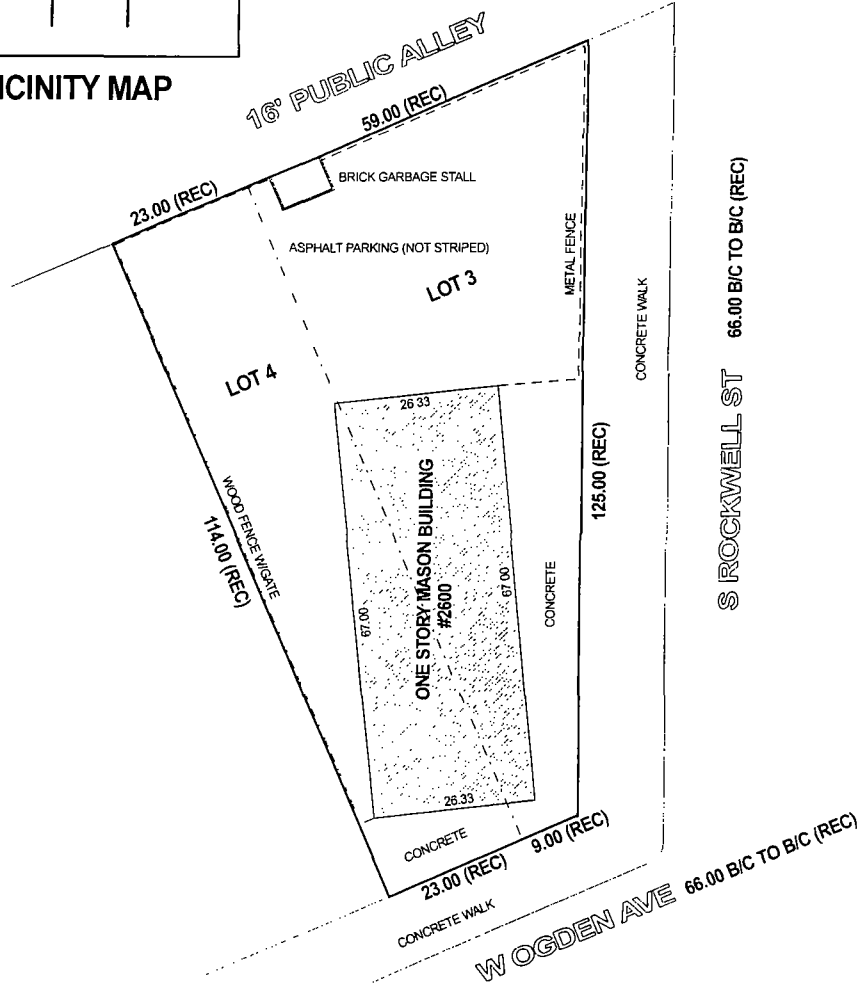 ICINITY MAP
16' PUBLIC ALLEY
59.00 (REC)
23.00 (REC)
BRICK GARBAGE STALL
ASPHALT PARKING (NOT STRIPED)
LOT 3
METAL FENCE
CONCRETE WALK
66.00 B/C TO B/C (REC)
S ROCKWELL ST
LOT 4
26 33
125.00 (REC)
WOOD FENCE W/GATE
114.00 (REC)
67.00
ONE STORY MASON BUILDING
#2600
67 00
CONCRETE
26.33
CONCRETE
23.00 (REC)
9.00 (REC)
CONCRETE WALK
W OGDEN AVE
66.00 B/C TO B/C (REC)